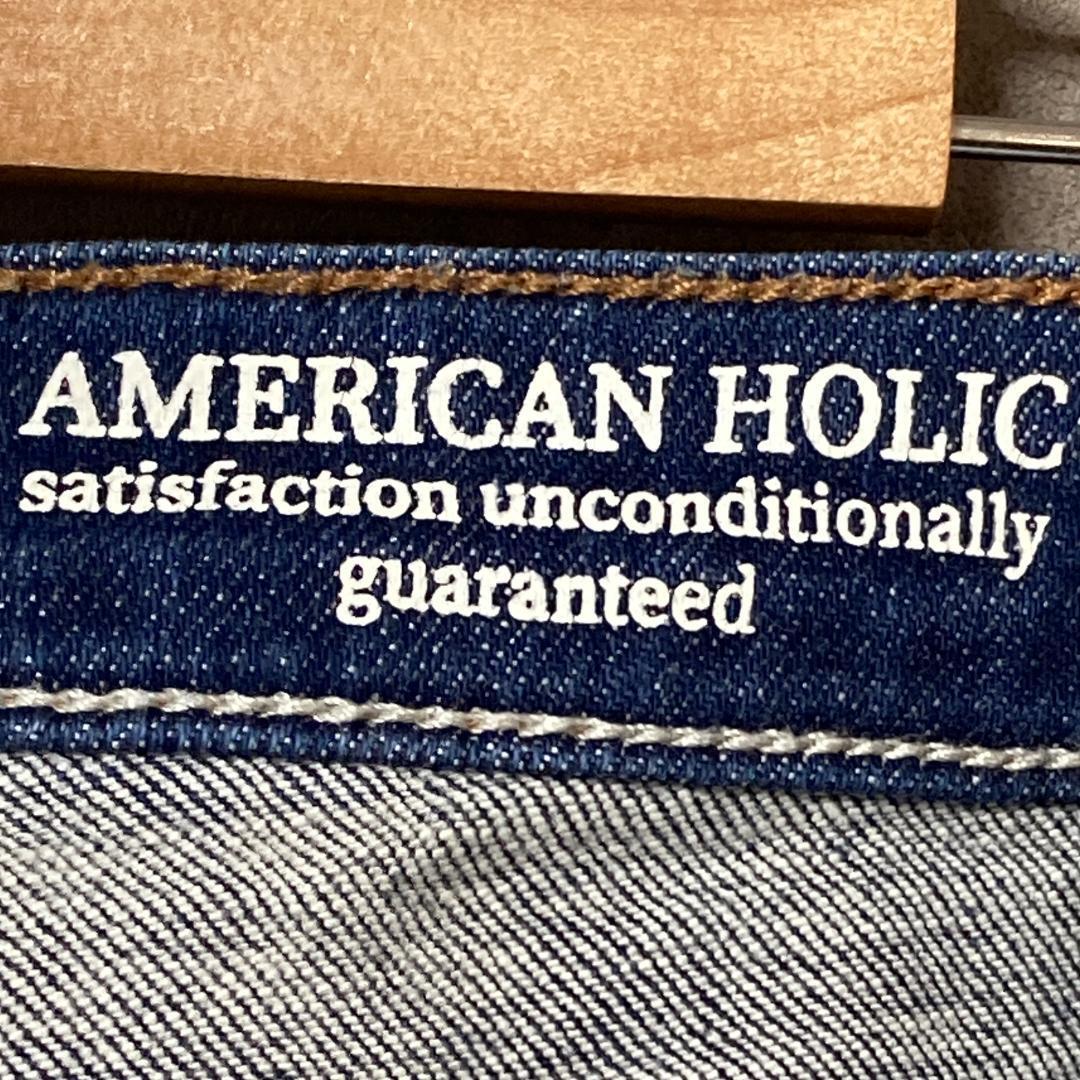 AMERICAN HOLIC
satisfaction unconditionally
guaranteed